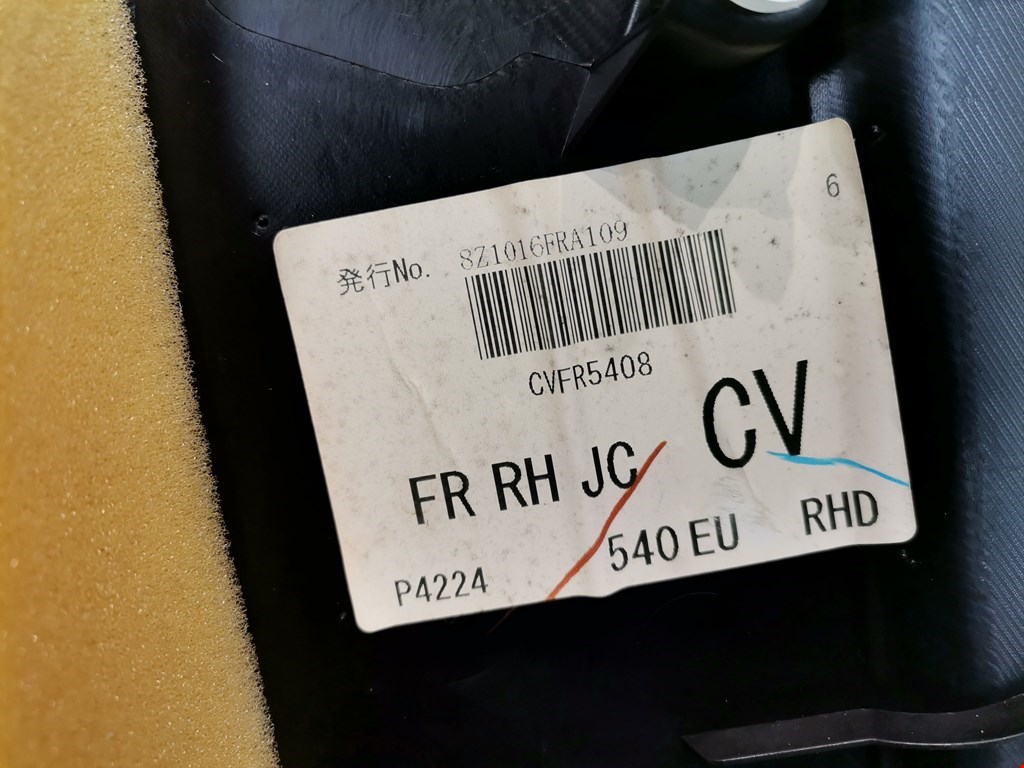 6
発行No. 8Z1016FRA109
CVFR5408
CV
FR RH JC
540 EU RHD
P4224